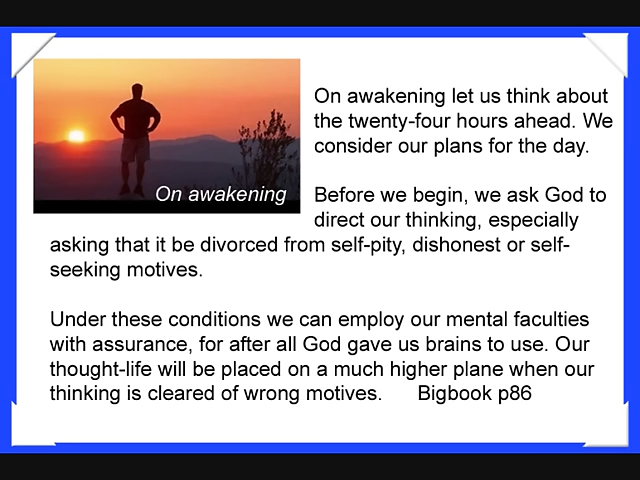 On awakening let us think about
the twenty-four hours ahead. We
consider our plans for the day.
On awakening
Before we begin, we ask God to
direct our thinking, especially
asking that it be divorced from self-pity, dishonest or self-
seeking motives.
Under these conditions we can employ our mental faculties
with assurance, for after all God gave us brains to use. Our
thought-life will be placed on a much higher plane when our
thinking is cleared of wrong motives. Bigbook p86